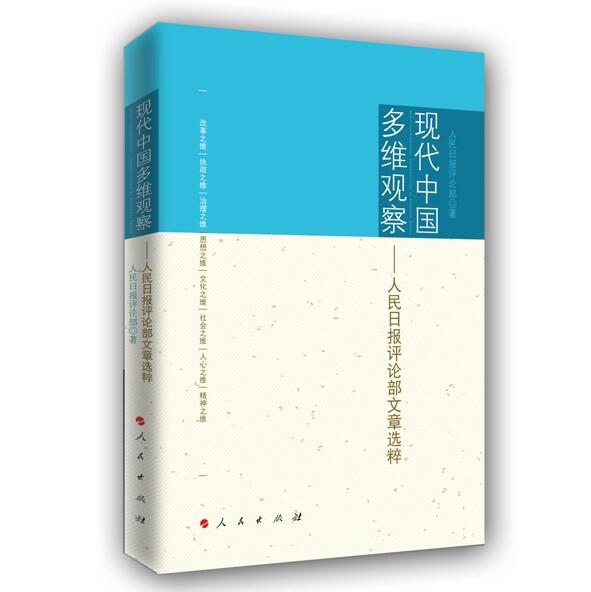 现代中国多维观察
——人民日报评论部文章选粹
人民日报评论部◎著
人民出版社
改革之维|执政之维|治理之维|思想之维|文化之维|社会之维|人心之维|精神之维
人民日报评论部◎著
现代中国
多维观察
——人民日报评论部文章选粹
人民出版社